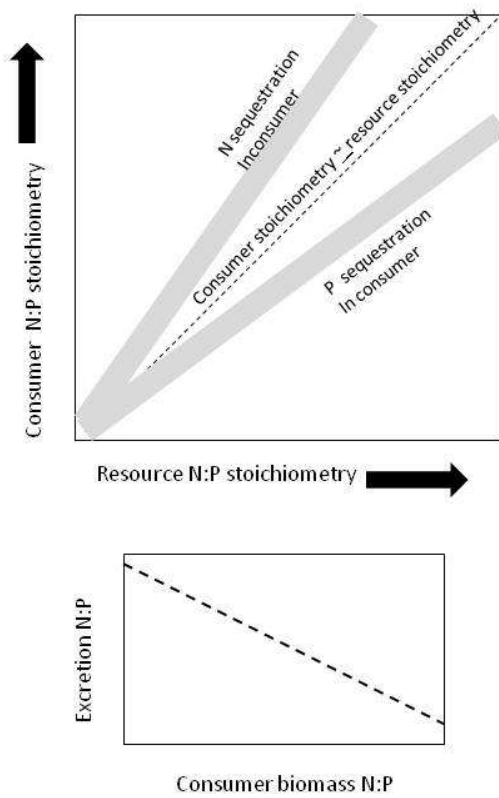 Consumer N:P stoichiometry
N sequestration
Inconsumer
Consumer stoichiometry ~ resource stoichiometry
P sequestration
In consumer
Resource N:P stoichiometry
Excretion N:P
Consumer biomass N:P